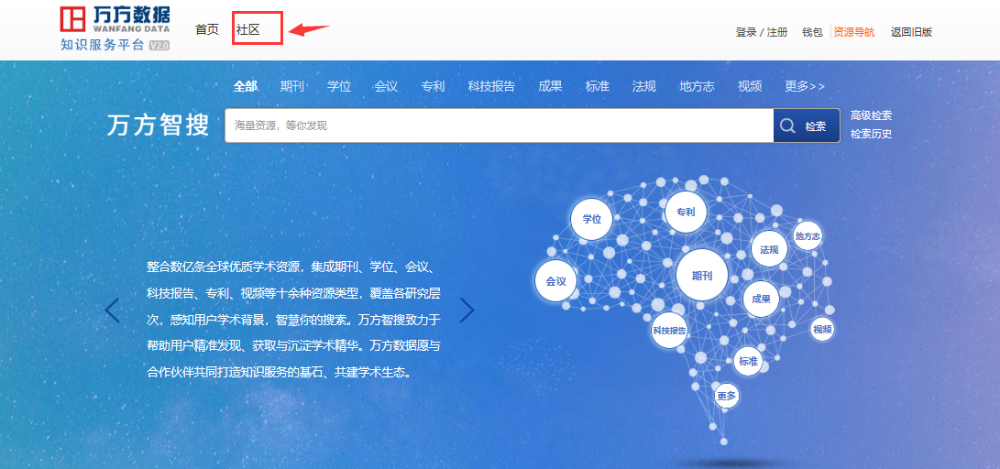 万方数据
WANFANG DATA
知识服务平台 V2.0
首页 社区
登录 / 注册 钱包 资源导航 返回旧版
全部 期刊 学位 会议 专利 科技报告 成果 标准 法规 地方志 视频 更多>>
万方智搜
海量资源，等你发现
检索
高级检索
检索历史
整合数亿条全球优质学术资源，集成期刊、学位、会议、
科技报告、专利、视频等十余种资源类型，覆盖各研究层
次，感知用户学术背景，智慧你的搜索。万方智搜致力于
帮助用户精准发现、获取与沉淀学术精华。万方数据愿与
合作伙伴共同打造知识服务的基石、共建学术生态。
学位
专利
地方志
法规
会议
期刊
成果
科技报告
视频
标准
更多